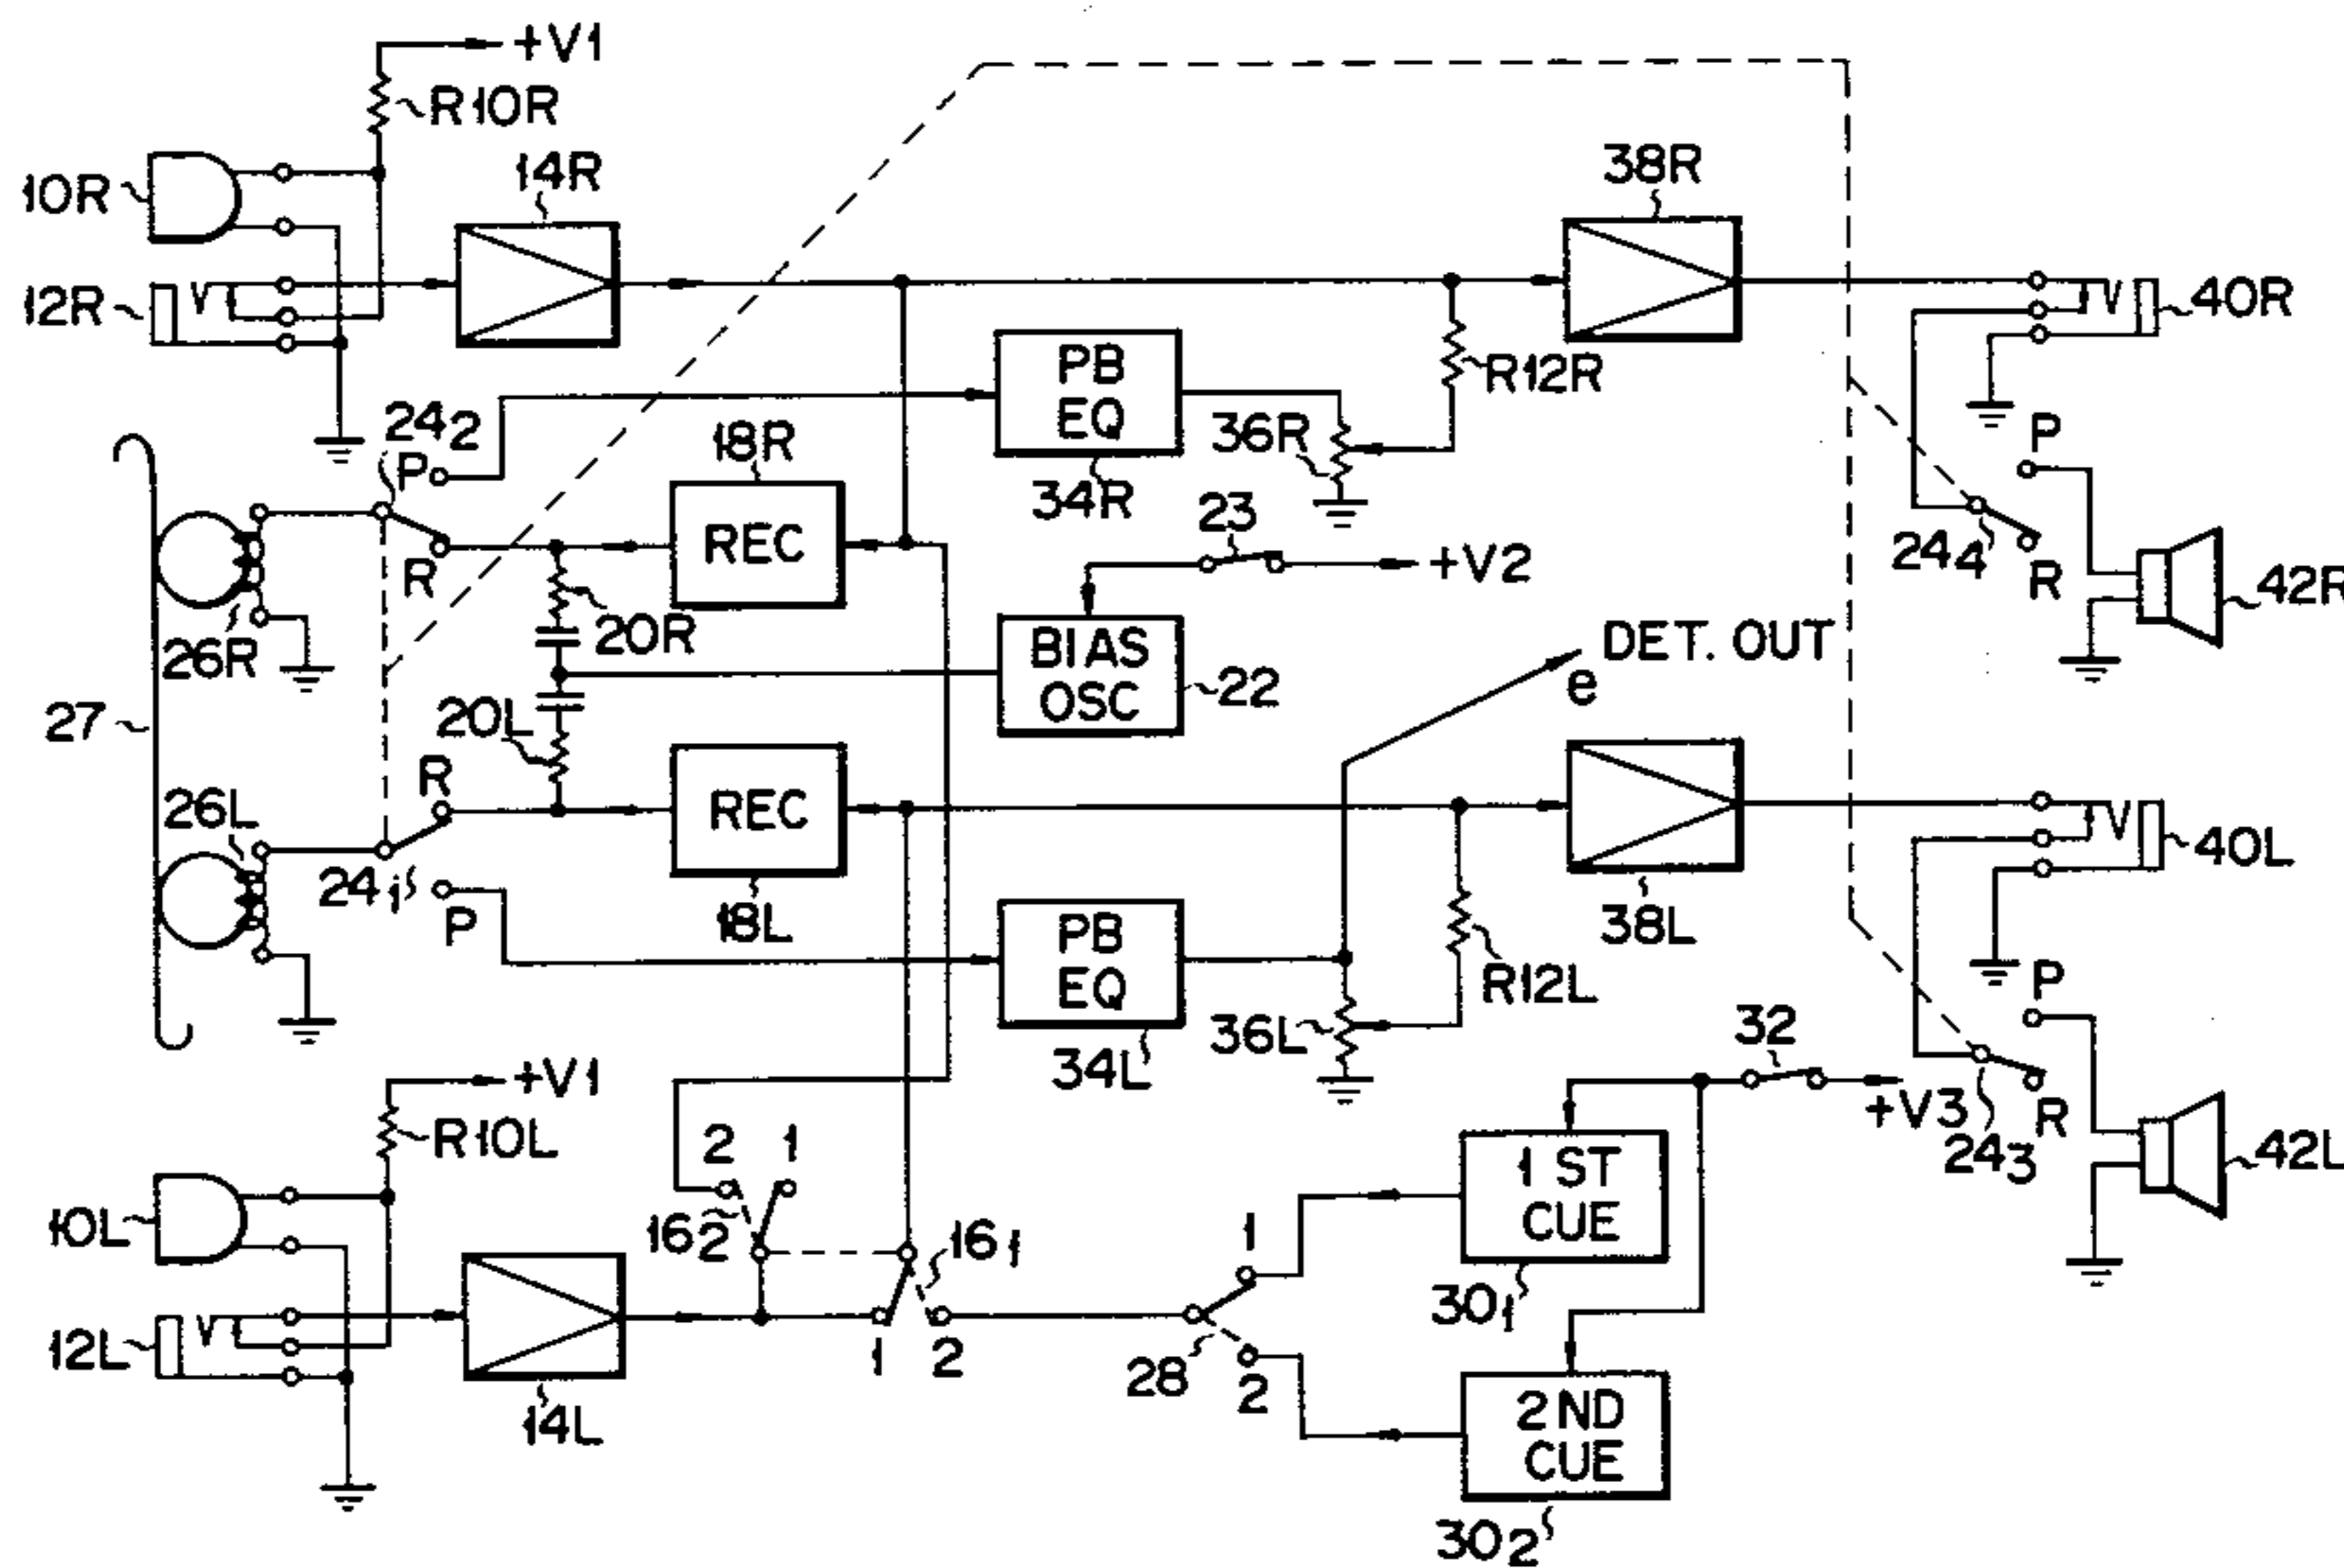 +V1
R10R
10R
14R
38R
12R
40R
PB
EQ
R12R
24₂
P
18R
36R
34R
23
P
REC
+V2
24₄
R
R
42R
26R
20R
BIAS
OSC
22
DET. OUT
e
27
20L
R
26L
REC
40L
24₁
P
18L
PB
EQ
38L
R12L
P
36L
34L
32
+V1
+V3
R
24₃
R10L
2
1
1 ST
CUE
42L
10L
16₂
16₁
1
30₁
12L
1
2
28
2
2ND
CUE
14L
30₂